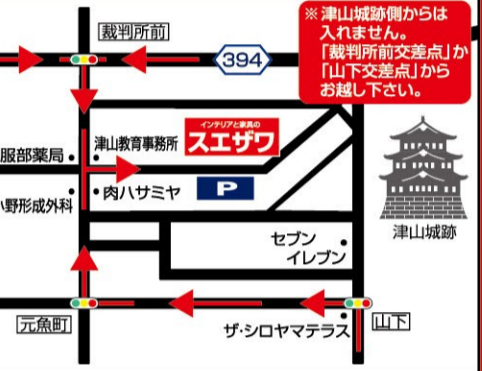 裁判所前
※津山城跡側からは
入れません。
「裁判所前交差点」か
「山下交差点」から
お越し下さい。
394
インテリアと家具の
スエザワ
津山教育事務所
服部薬局
P
肉ハサミヤ
小野形成外科
津山城跡
セブン
イレブン
元魚町
ザ・シロヤマテラス
山下